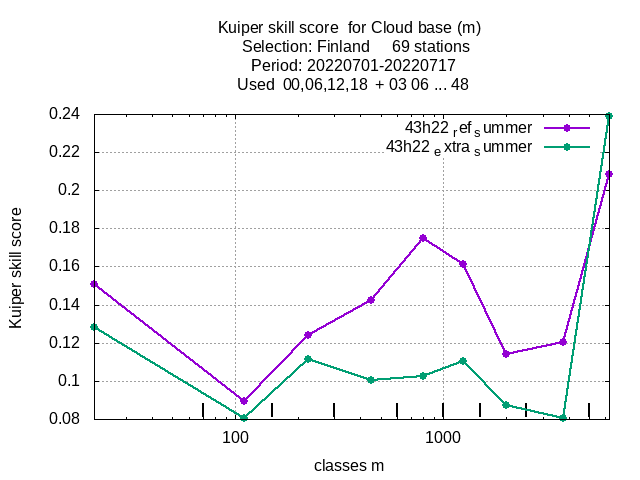 Kuiper skill score for Cloud base (m)
Selection: Finland 69 stations
Period: 20220701-20220717
Used 00,06,12,18 + 03 06 ... 48
43h22 ref summer
43h22 extra summer
0.24
0.22
0.2
0.18
0.16
0.14
0.12
0.1
0.08
Kuiper skill score
100
1000
classes m